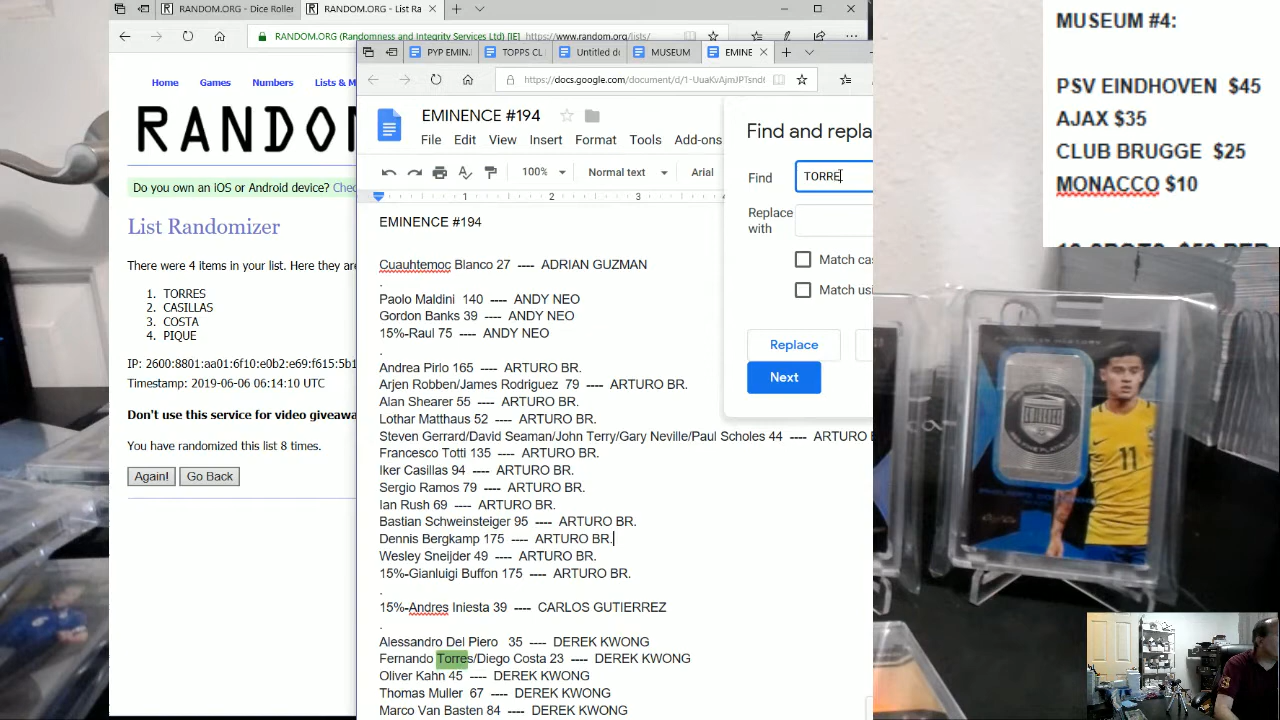 RANDOM.ORG - Dice Roller
RANDOM.ORG - List Ra
RANDOM.ORG (Randomness and Integrity Services Ltd) [IE]
https://www.random.org/lists/
Home Games Numbers Lists & M
RANDOM
Do you own an iOS or Android device? Chec
List Randomizer
There were 4 items in your list. Here they are
1. TORRES
2. CASILLAS
3. COSTA
4. PIQUE
IP: 2600:8801:aa01:6f10:e0b2:e69:f615:5b1
Timestamp: 2019-06-06 06:14:10 UTC
Don't use this service for video giveawa
You have randomized this list 8 times.
Again! Go Back
PYP EMIN
TOPPS CL
Untitled d
MUSEUM
EMINE
https://docs.google.com/document/d/1-UuaKvAjmJPTsndt
EMINENCE #194
File Edit View Insert Format Tools Add-ons
100% Normal text Arial
1 2 3
Find and repla
Find TORRE
Replace with
Match cas
Match usi
Replace
Next
EMINENCE #194
Cuauhtemoc Blanco 27 ---- ADRIAN GUZMAN
.
Paolo Maldini 140 ---- ANDY NEO
Gordon Banks 39 ---- ANDY NEO
15%-Raul 75 ---- ANDY NEO
.
Andrea Pirlo 165 ---- ARTURO BR.
Arjen Robben/James Rodriguez 79 ---- ARTURO BR.
Alan Shearer 55 ---- ARTURO BR.
Lothar Matthaus 52 ---- ARTURO BR.
Steven Gerrard/David Seaman/John Terry/Gary Neville/Paul Scholes 44 ---- ARTURO B
Francesco Totti 135 ---- ARTURO BR.
Iker Casillas 94 ---- ARTURO BR.
Sergio Ramos 79 ---- ARTURO BR.
Ian Rush 69 ---- ARTURO BR.
Bastian Schweinsteiger 95 ---- ARTURO BR.
Dennis Bergkamp 175 ---- ARTURO BR.
Wesley Sneijder 49 ---- ARTURO BR.
15%-Gianluigi Buffon 175 ---- ARTURO BR.
.
15%-Andres Iniesta 39 ---- CARLOS GUTIERREZ
.
Alessandro Del Piero 35 ---- DEREK KWONG
Fernando Torres/Diego Costa 23 ---- DEREK KWONG
Oliver Kahn 45 ---- DEREK KWONG
Thomas Muller 67 ---- DEREK KWONG
Marco Van Basten 84 ---- DEREK KWONG
MUSEUM #4:
PSV EINDHOVEN $45
AJAX $35
CLUB BRUGGE $25
MONACCO $10
11